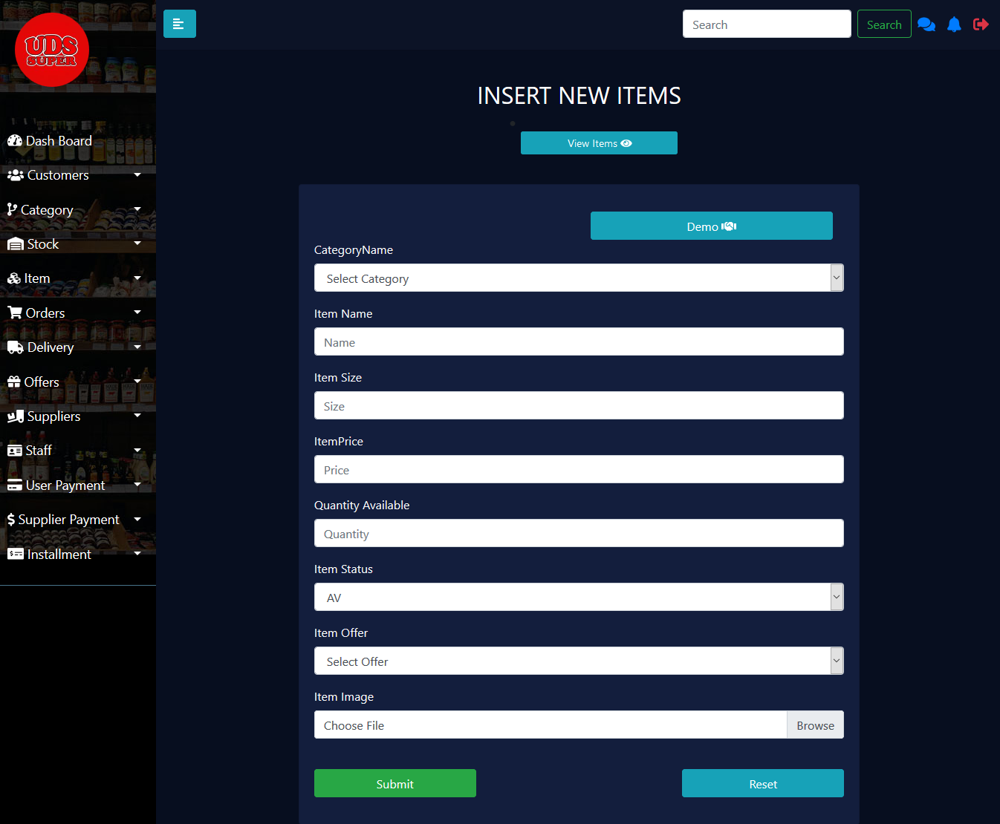 UDS
SUPER
Search
Search
INSERT NEW ITEMS
View Items
Dash Board
Customers
Category
Stock
Item
Orders
Delivery
Offers
Suppliers
Staff
User Payment
Supplier Payment
Installment
Demo
CategoryName
Select Category
Item Name
Name
Item Size
Size
ItemPrice
Price
Quantity Available
Quantity
Item Status
AV
Item Offer
Select Offer
Item Image
Choose File
Browse
Submit
Reset